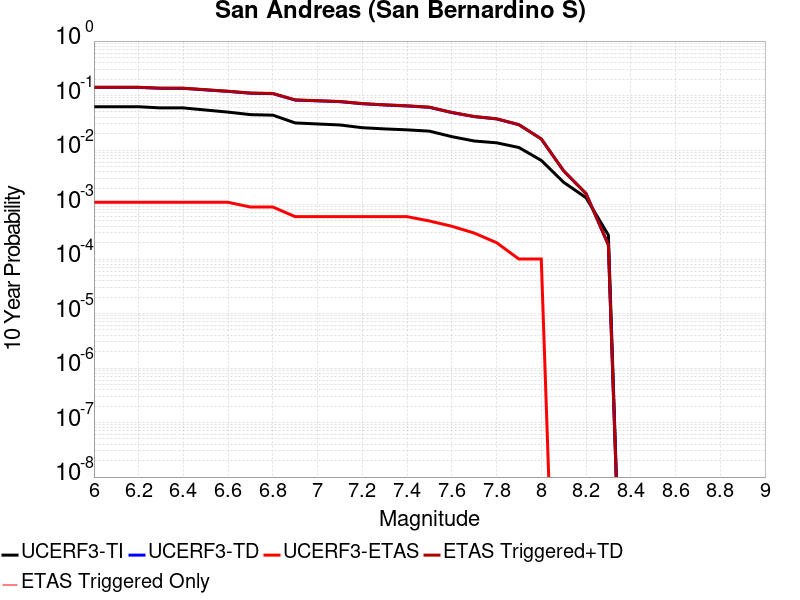 San Andreas (San Bernardino S)
10 Year Probability
10^0
10^-1
10^-2
10^-3
10^-4
10^-5
10^-6
10^-7
10^-8
6 6.2 6.4 6.6 6.8 7 7.2 7.4 7.6 7.8 8 8.2 8.4 8.6 8.8 9
Magnitude
UCERF3-TI UCERF3-TD UCERF3-ETAS ETAS Triggered+TD
ETAS Triggered Only